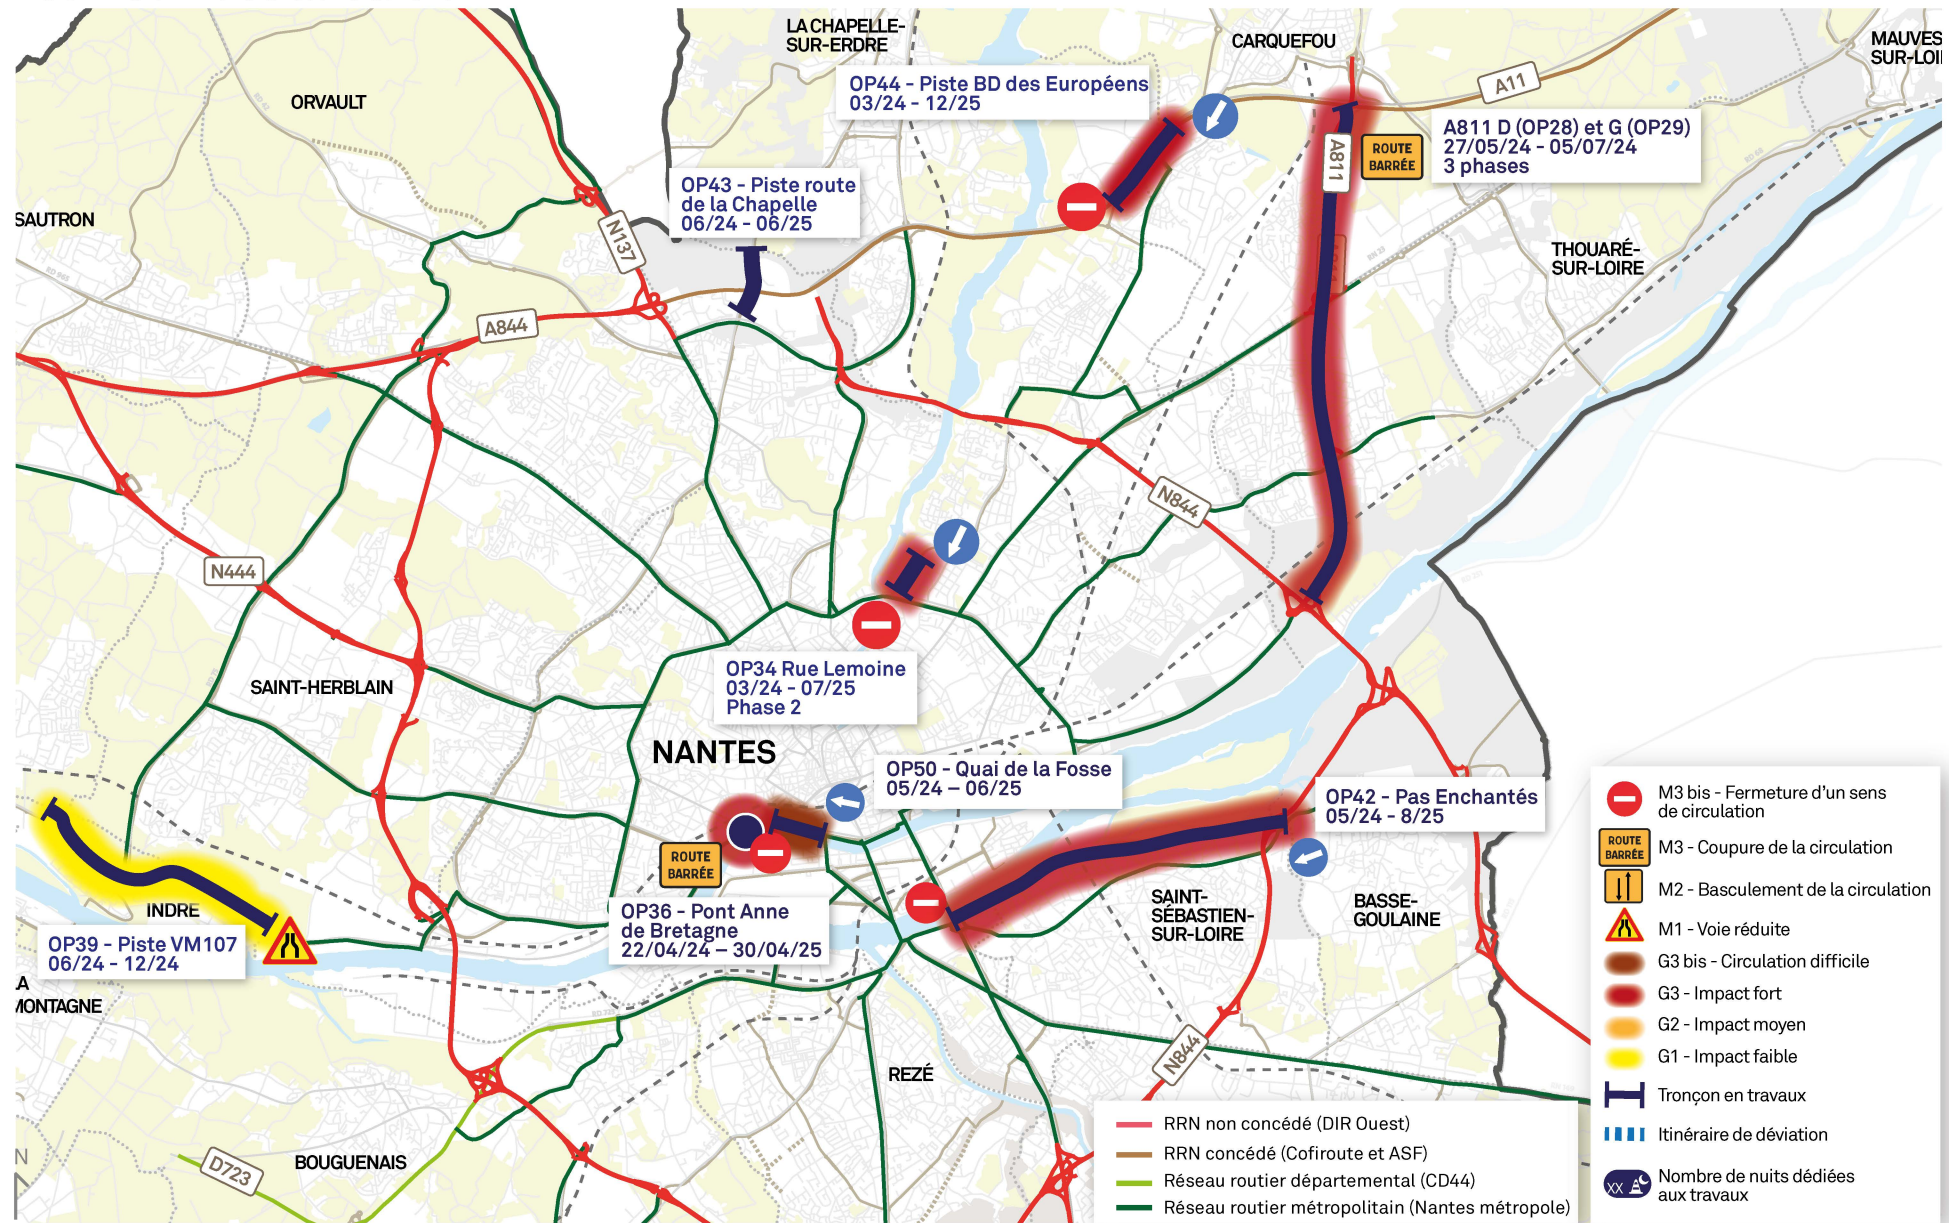 LA CHAPELLE-
SUR-ERDRE
CARQUEFOU
MAUVES
SUR-LOI
ORVAULT
OP44 - Piste BD des Européens
03/24 - 12/25
A11
A811 D (OP28) et G (OP29)
27/05/24 - 05/07/24
3 phases
ROUTE
BARRÉE
A811
OP43 - Piste route
de la Chapelle
06/24 - 06/25
SAUTRON
N137
THOUARÉ-
SUR-LOIRE
A844
N844
N444
SAINT-HERBLAIN
OP34 Rue Lemoine
03/24 - 07/25
Phase 2
NANTES
OP50 - Quai de la Fosse
05/24 – 06/25
OP42 - Pas Enchantés
05/24 - 8/25
ROUTE
BARRÉE
OP36 - Pont Anne
de Bretagne
22/04/24 – 30/04/25
SAINT-
SÉBASTIEN-
SUR-LOIRE
BASSE-
GOULAINE
INDRE
OP39 - Piste VM107
06/24 - 12/24
LA
MONTAGNE
REZÉ
N844
BOUGUENAIS
D723
N
M3 bis - Fermeture d'un sens
de circulation
ROUTE
BARRÉE
M3 - Coupure de la circulation
M2 - Basculement de la circulation
M1 - Voie réduite
G3 bis - Circulation difficile
G3 - Impact fort
G2 - Impact moyen
G1 - Impact faible
Tronçon en travaux
Itinéraire de déviation
XX
Nombre de nuits dédiées
aux travaux
RRN non concédé (DIR Ouest)
RRN concédé (Cofiroute et ASF)
Réseau routier départemental (CD44)
Réseau routier métropolitain (Nantes métropole)